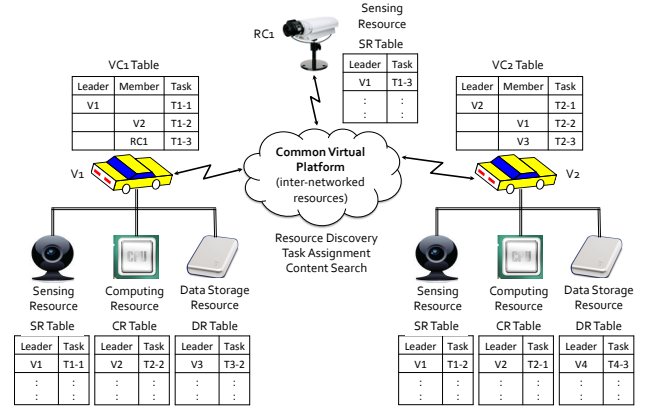 Sensing
Resource
RC1
SR Table
Leader Task
V1 T1-3
: :
: :
VC1 Table
Leader Member Task
V1 T1-1
V2 T1-2
RC1 T1-3
VC2 Table
Leader Member Task
V2 T2-1
V1 T2-2
V3 T2-3
V1
Common Virtual
Platform
(inter-networked
resources)
V2
Resource Discovery
Task Assignment
Content Search
CPU
Sensing
Resource
Computing
Resource
Data Storage
Resource
SR Table
Leader Task
V1 T1-1
: :
: :
CR Table
Leader Task
V2 T2-2
: :
: :
DR Table
Leader Task
V3 T3-2
: :
: :
CPU
Sensing
Resource
Computing
Resource
Data Storage
Resource
SR Table
Leader Task
V1 T1-2
: :
: :
CR Table
Leader Task
V2 T2-1
: :
: :
DR Table
Leader Task
V4 T4-3
: :
: :